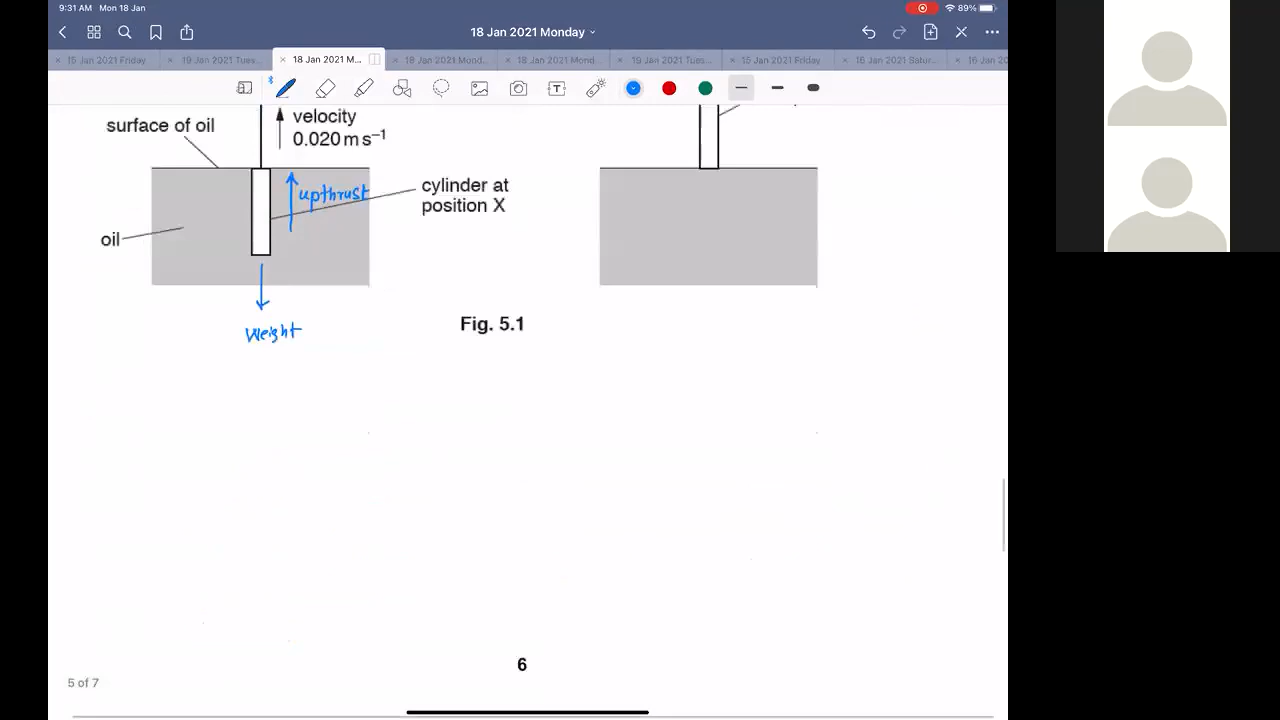 9:31 AM Mon 18 Jan
89%
18 Jan 2021 Monday
15 Jan 2021 Friday
19 Jan 2021 Tues...
18 Jan 2021 M...
18 Jan 2021 Mond...
18 Jan 2021 Mond...
19 Jan 2021 Tues...
15 Jan 2021 Friday
16 Jan 2021 Satur...
16 Jan 20
surface of oil
velocity
0.020 m s⁻¹
upthrust
cylinder at
position X
oil
Weight
Fig. 5.1
6
5 of 7